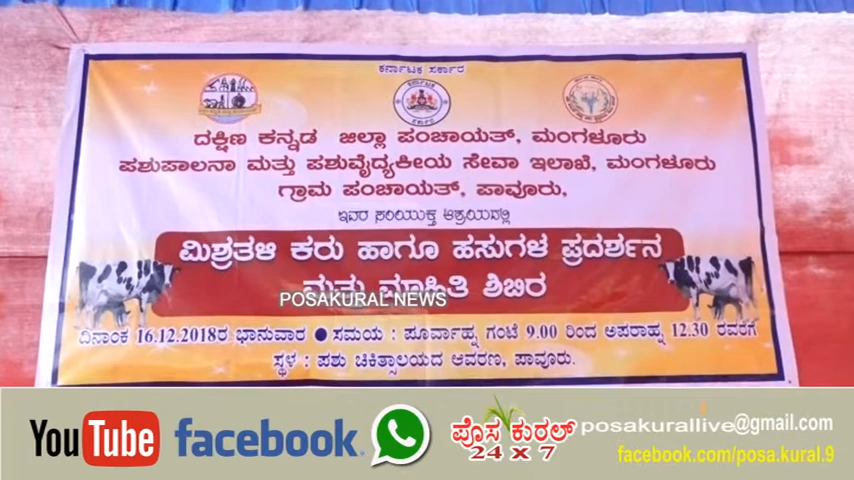 ಕರ್ನಾಟಕ ಸರ್ಕಾರ
ದಕ್ಷಿಣ ಕನ್ನಡ ಜಿಲ್ಲಾ ಪಂಚಾಯತ್, ಮಂಗಳೂರು
ಪಶುಪಾಲನಾ ಮತ್ತು ಪಶುವೈದ್ಯಕೀಯ ಸೇವಾ ಇಲಾಖೆ, ಮಂಗಳೂರು
ಗ್ರಾಮ ಪಂಚಾಯತ್, ಪಾವೂರು,
ಇವರ ಸಂಯುಕ್ತ ಆಶ್ರಯದಲ್ಲಿ
ಮಿಶ್ರತಳಿ ಕರು ಹಾಗೂ ಹಸುಗಳ ಪ್ರದರ್ಶನ
ಮತ್ತು ಮಾಹಿತಿ ಶಿಬಿರ
POSAKURAL NEWS
ದಿನಾಂಕ 16.12.2018ರ ಭಾನುವಾರ ● ಸಮಯ : ಪೂರ್ವಾಹ್ನ ಗಂಟೆ 9.00 ರಿಂದ ಅಪರಾಹ್ನ 12.30 ರವರೆಗೆ
ಸ್ಥಳ : ಪಶು ಚಿಕಿತ್ಸಾಲಯದ ಆವರಣ, ಪಾವೂರು.
YouTube facebook ಪೊಸ ಕುರಲ್ posakurallive@gmail.com
24 x 7 facebook.com/posa.kural.9